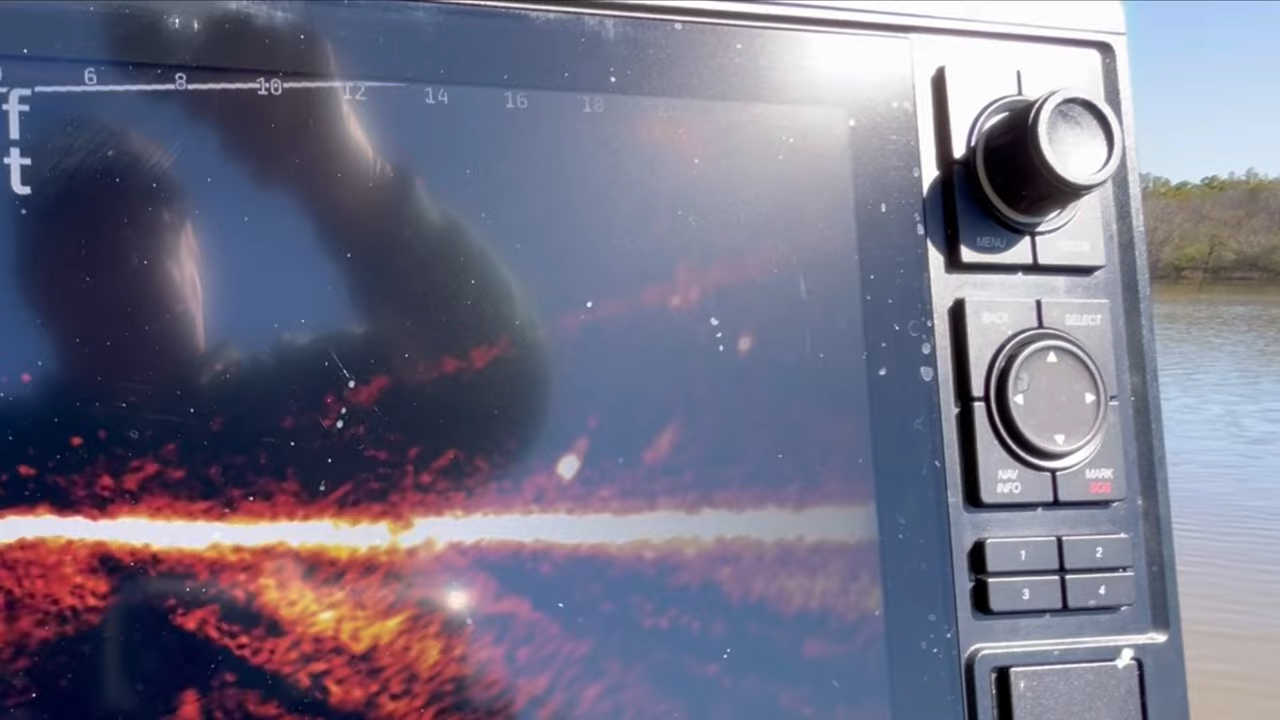 6 8 10 12 14 16 18
f
t
MENU
BACK SELECT
NAV
INFO
MARK
SOS
1 2
3 4